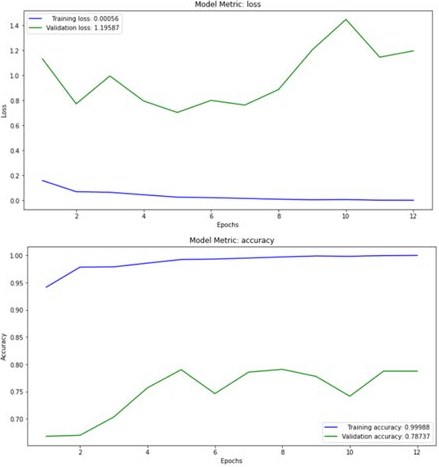 Model Metric: loss
Training loss: 0.00056
Validation loss: 1.19587
1.4
1.2
1.0
0.8
0.6
0.4
0.2
0.0
Loss
2 4 6 8 10 12
Epochs
Model Metric: accuracy
1.00
0.95
0.90
0.85
0.80
0.75
0.70
Accuracy
Training accuracy: 0.99988
Validation accuracy: 0.78737
2 4 6 8 10 12
Epochs